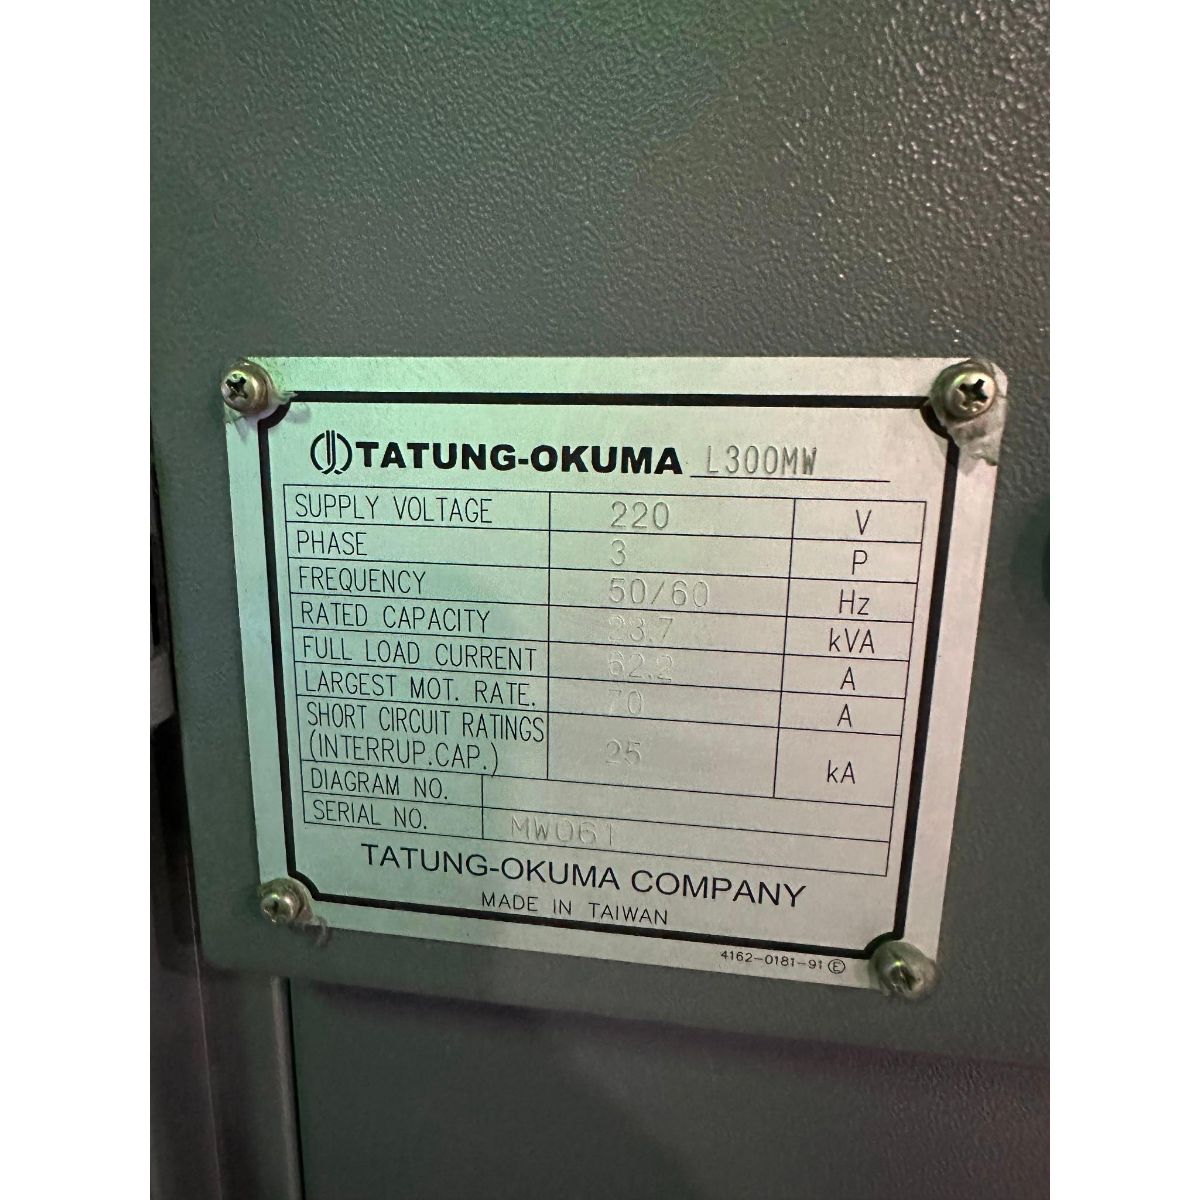 TATUNG-OKUMA L300MW
SUPPLY VOLTAGE 220 V
PHASE 3 P
FREQUENCY 50/60 Hz
RATED CAPACITY 23.7 kVA
FULL LOAD CURRENT 62.2 A
LARGEST MOT. RATE. 70 A
SHORT CIRCUIT RATINGS
(INTERRUP.CAP.) 25 kA
DIAGRAM NO.
SERIAL NO. MW061
TATUNG-OKUMA COMPANY
MADE IN TAIWAN
4162-0181-91 E